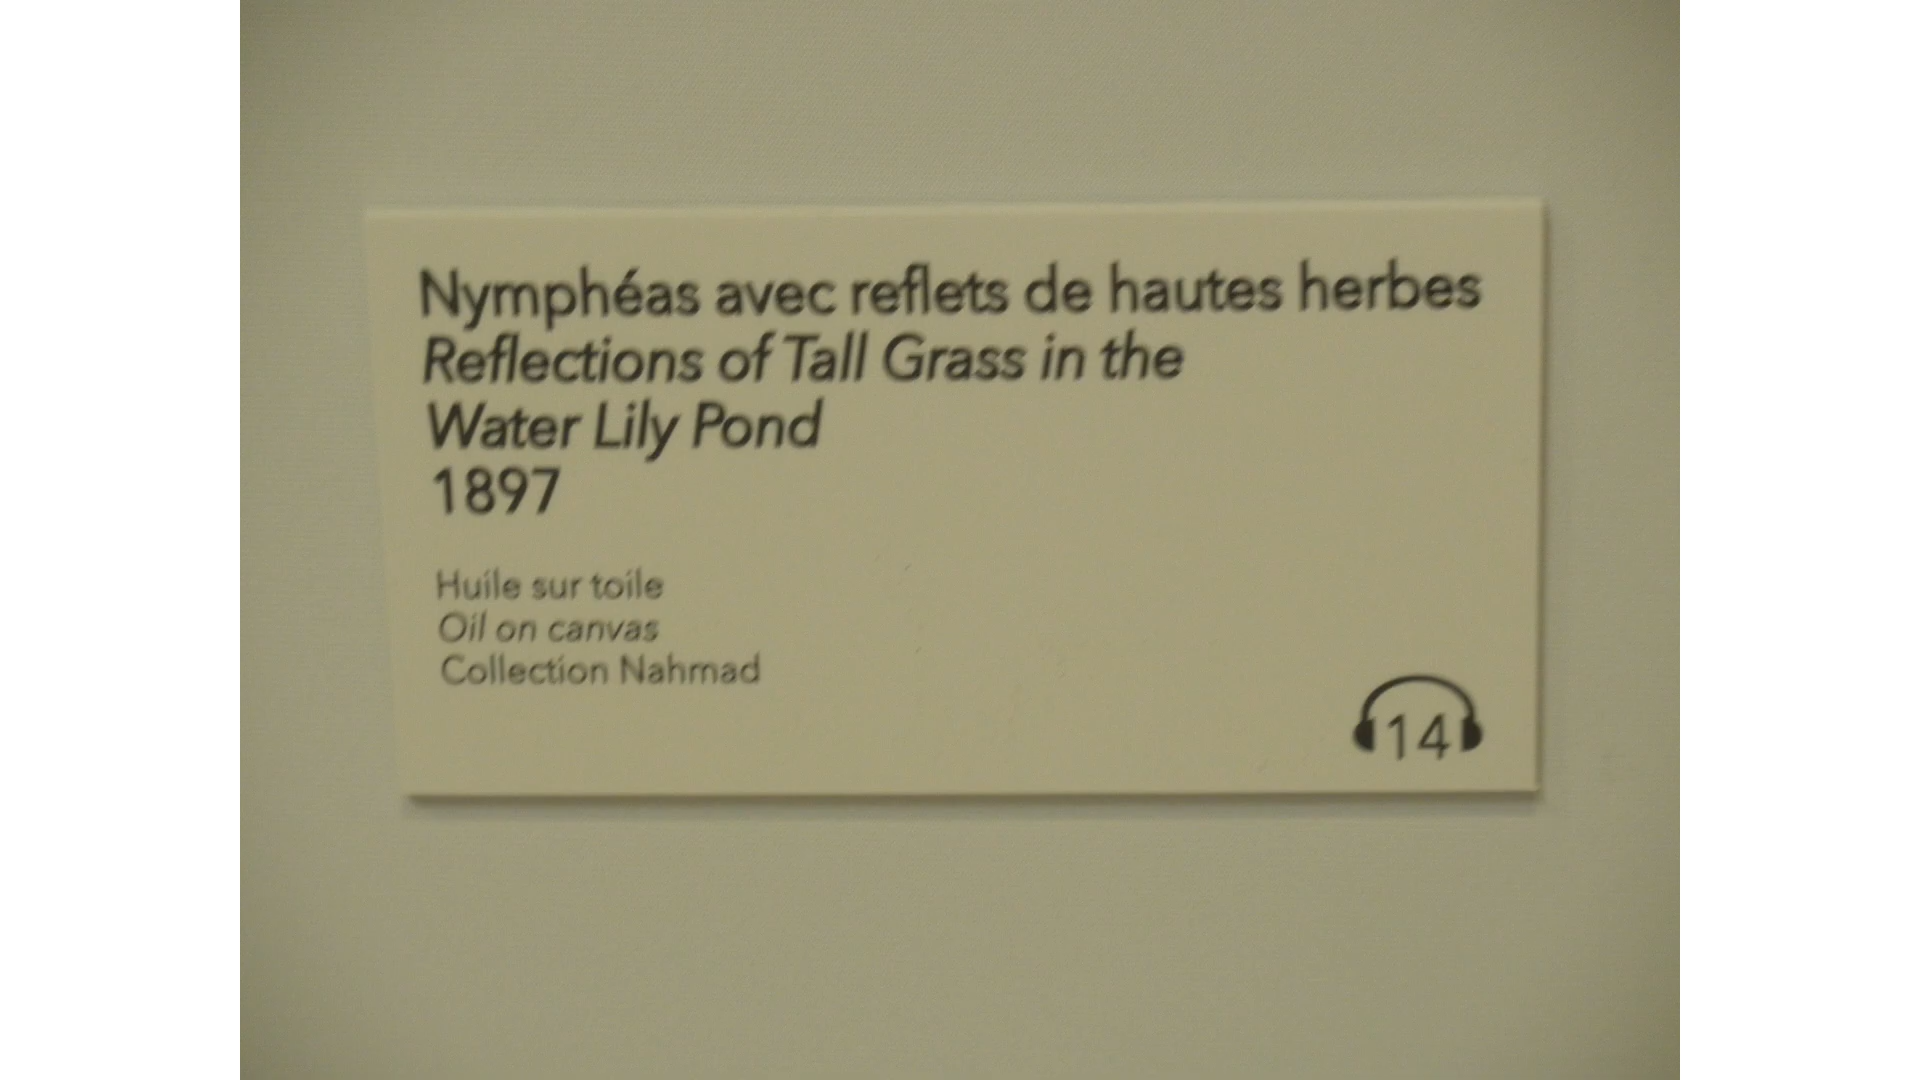 Nymphéas avec reflets de hautes herbes
Reflections of Tall Grass in the
Water Lily Pond
1897
Huile sur toile
Oil on canvas
Collection Nahmad
14